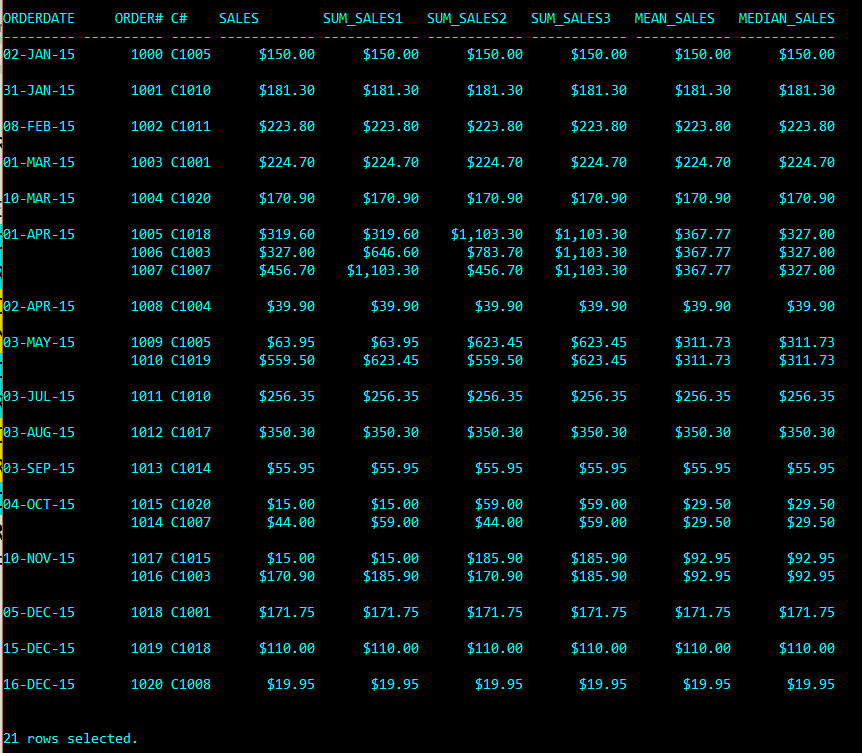 ORDERDATE ORDER# C# SALES SUM_SALES1 SUM_SALES2 SUM_SALES3 MEAN_SALES MEDIAN_SALES
02-JAN-15 1000 C1005 $150.00 $150.00 $150.00 $150.00 $150.00 $150.00
31-JAN-15 1001 C1010 $181.30 $181.30 $181.30 $181.30 $181.30 $181.30
08-FEB-15 1002 C1011 $223.80 $223.80 $223.80 $223.80 $223.80 $223.80
01-MAR-15 1003 C1001 $224.70 $224.70 $224.70 $224.70 $224.70 $224.70
10-MAR-15 1004 C1020 $170.90 $170.90 $170.90 $170.90 $170.90 $170.90
01-APR-15 1005 C1018 $319.60 $319.60 $1,103.30 $1,103.30 $367.77 $327.00
1006 C1003 $327.00 $646.60 $783.70 $1,103.30 $367.77 $327.00
1007 C1007 $456.70 $1,103.30 $456.70 $1,103.30 $367.77 $327.00
02-APR-15 1008 C1004 $39.90 $39.90 $39.90 $39.90 $39.90 $39.90
03-MAY-15 1009 C1005 $63.95 $63.95 $623.45 $623.45 $311.73 $311.73
1010 C1019 $559.50 $623.45 $559.50 $623.45 $311.73 $311.73
03-JUL-15 1011 C1010 $256.35 $256.35 $256.35 $256.35 $256.35 $256.35
03-AUG-15 1012 C1017 $350.30 $350.30 $350.30 $350.30 $350.30 $350.30
03-SEP-15 1013 C1014 $55.95 $55.95 $55.95 $55.95 $55.95 $55.95
04-OCT-15 1015 C1020 $15.00 $15.00 $59.00 $59.00 $29.50 $29.50
1014 C1007 $44.00 $59.00 $44.00 $59.00 $29.50 $29.50
10-NOV-15 1017 C1015 $15.00 $15.00 $185.90 $185.90 $92.95 $92.95
1016 C1003 $170.90 $185.90 $170.90 $185.90 $92.95 $92.95
05-DEC-15 1018 C1001 $171.75 $171.75 $171.75 $171.75 $171.75 $171.75
15-DEC-15 1019 C1018 $110.00 $110.00 $110.00 $110.00 $110.00 $110.00
16-DEC-15 1020 C1008 $19.95 $19.95 $19.95 $19.95 $19.95 $19.95
21 rows selected.